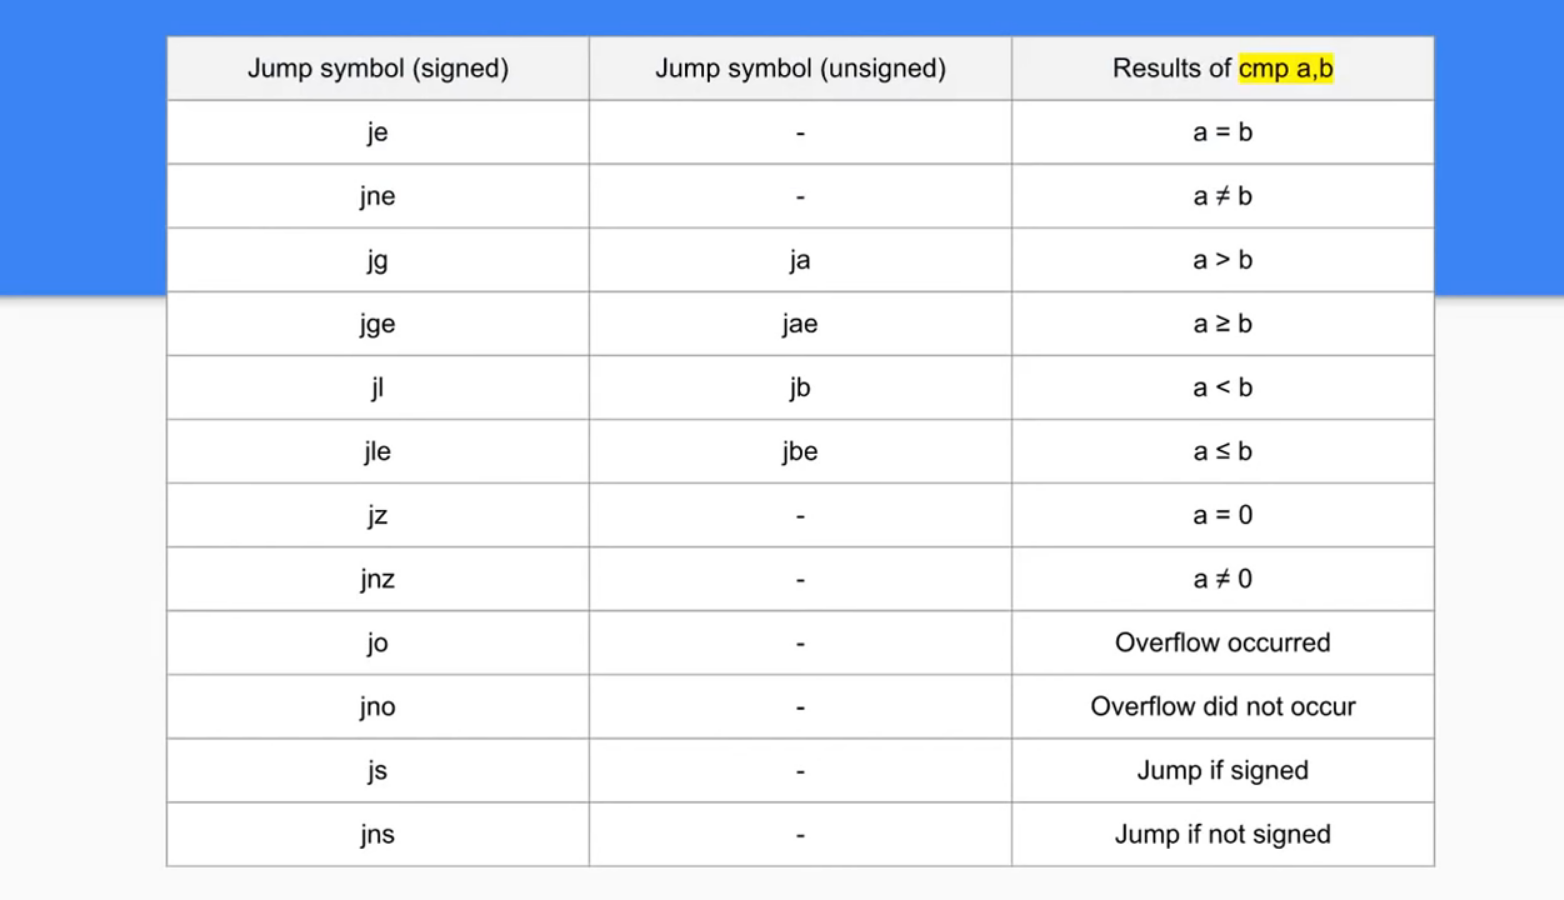 Jump symbol (signed) Jump symbol (unsigned) Results of cmp a,b
je - a = b
jne - a ≠ b
jg ja a > b
jge jae a ≥ b
jl jb a < b
jle jbe a ≤ b
jz - a = 0
jnz - a ≠ 0
jo - Overflow occurred
jno - Overflow did not occur
js - Jump if signed
jns - Jump if not signed